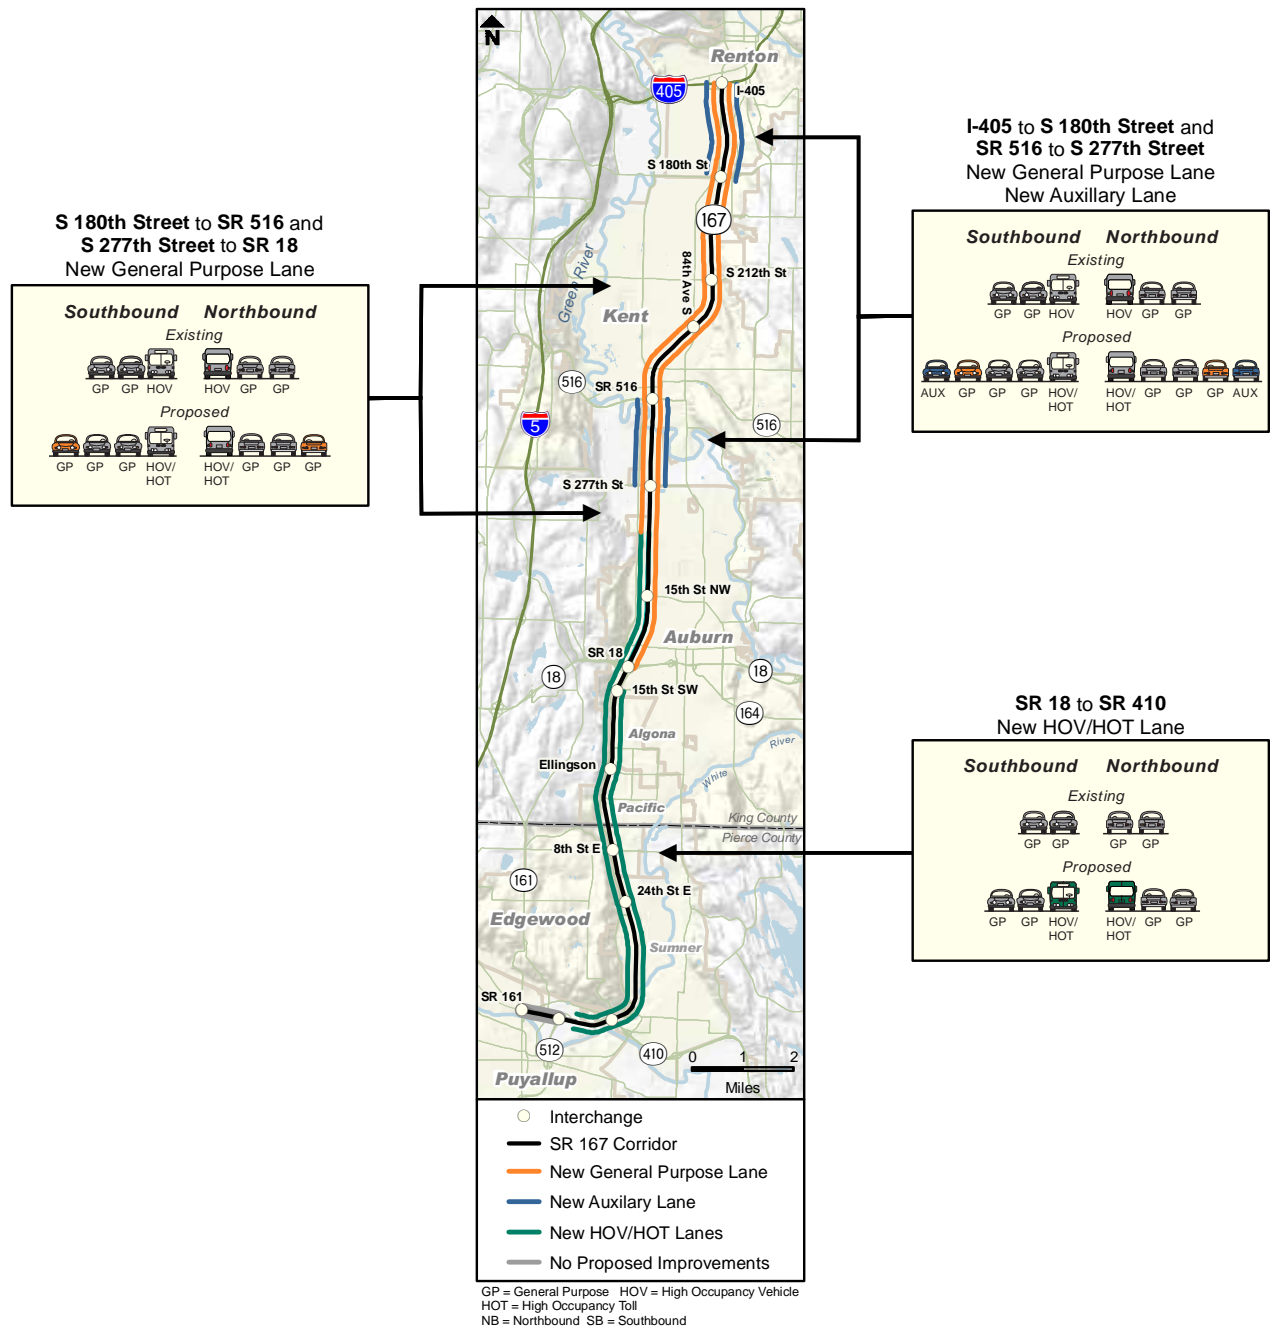 N
Renton
405
I-405
S 180th St
167
84th Ave S
S 212th St
Green River
Kent
516
SR 516
516
5
S 277th St
15th St NW
Auburn
SR 18
18
18
15th St SW
164
Algona
River
White
Ellingson
Pacific
King County
Pierce County
8th St E
161
24th St E
Edgewood
Sumner
SR 161
512
410
0 1 2
Miles
Puyallup
S 180th Street to SR 516 and
S 277th Street to SR 18
New General Purpose Lane
Southbound Northbound
Existing
GP GP HOV HOV GP GP
Proposed
GP GP GP HOV/ HOV/ GP GP GP
HOT HOT
I-405 to S 180th Street and
SR 516 to S 277th Street
New General Purpose Lane
New Auxillary Lane
Southbound Northbound
Existing
GP GP HOV HOV GP GP
Proposed
AUX GP GP GP HOV/ HOV/ GP GP GP AUX
HOT HOT
SR 18 to SR 410
New HOV/HOT Lane
Southbound Northbound
Existing
GP GP GP GP
Proposed
GP GP HOV/ HOV/ GP GP
HOT HOT
Interchange
SR 167 Corridor
New General Purpose Lane
New Auxilary Lane
New HOV/HOT Lanes
No Proposed Improvements
GP = General Purpose HOV = High Occupancy Vehicle
HOT = High Occupancy Toll
NB = Northbound SB = Southbound